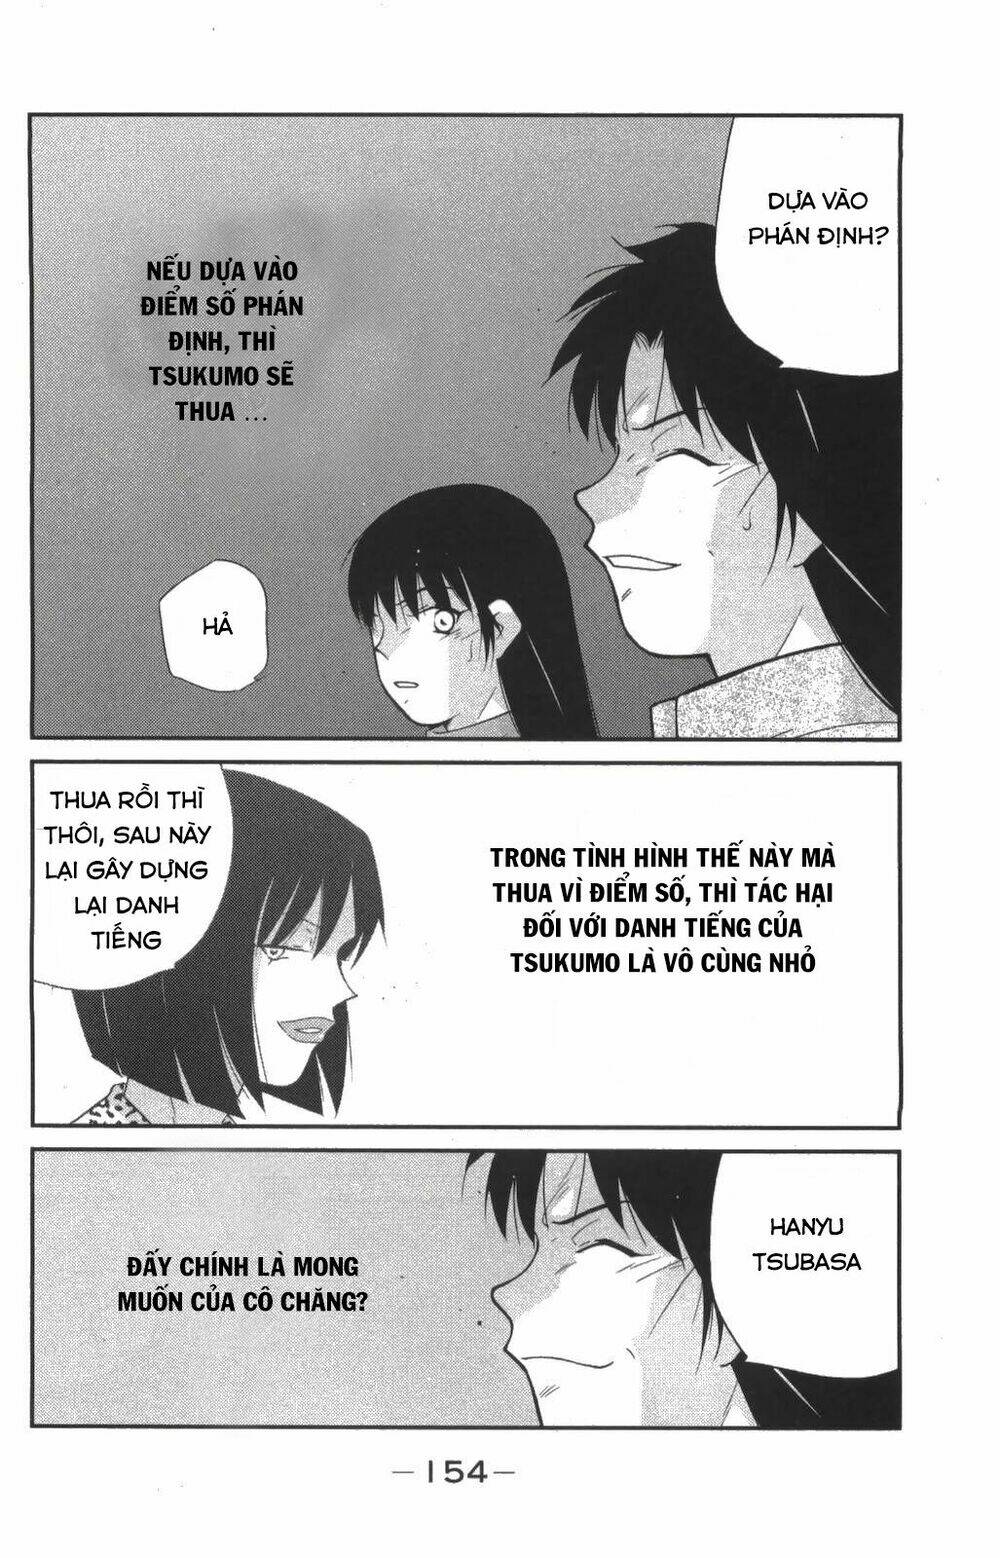 DỰA VÀO
PHÁN ĐỊNH?
NẾU DỰA VÀO
ĐIỂM SỐ PHÁN
ĐỊNH, THÌ
TSUKUMO SẼ
THUA ...
HẢ
THUA RỒI THÌ
THÔI, SAU NÀY
LẠI GÂY DỰNG
LẠI DANH
TIẾNG
TRONG TÌNH HÌNH THẾ NÀY MÀ
THUA VÌ ĐIỂM SỐ, THÌ TÁC HẠI
ĐỐI VỚI DANH TIẾNG CỦA
TSUKUMO LÀ VÔ CÙNG NHỎ
HANYU
TSUBASA
ĐẤY CHÍNH LÀ MONG
MUỐN CỦA CÔ CHĂNG?
—154—